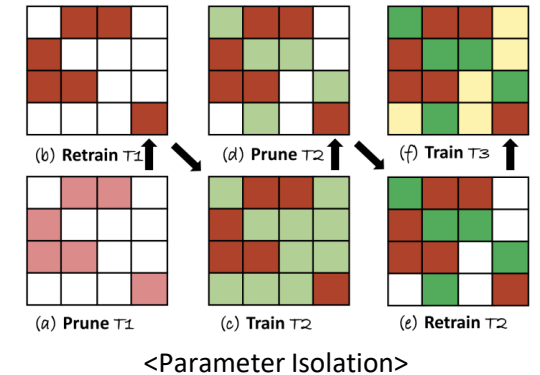 (b) Retrain T1
(d) Prune T2
(f) Train T3
(a) Prune T1
(c) Train T2
(e) Retrain T2
<Parameter Isolation>